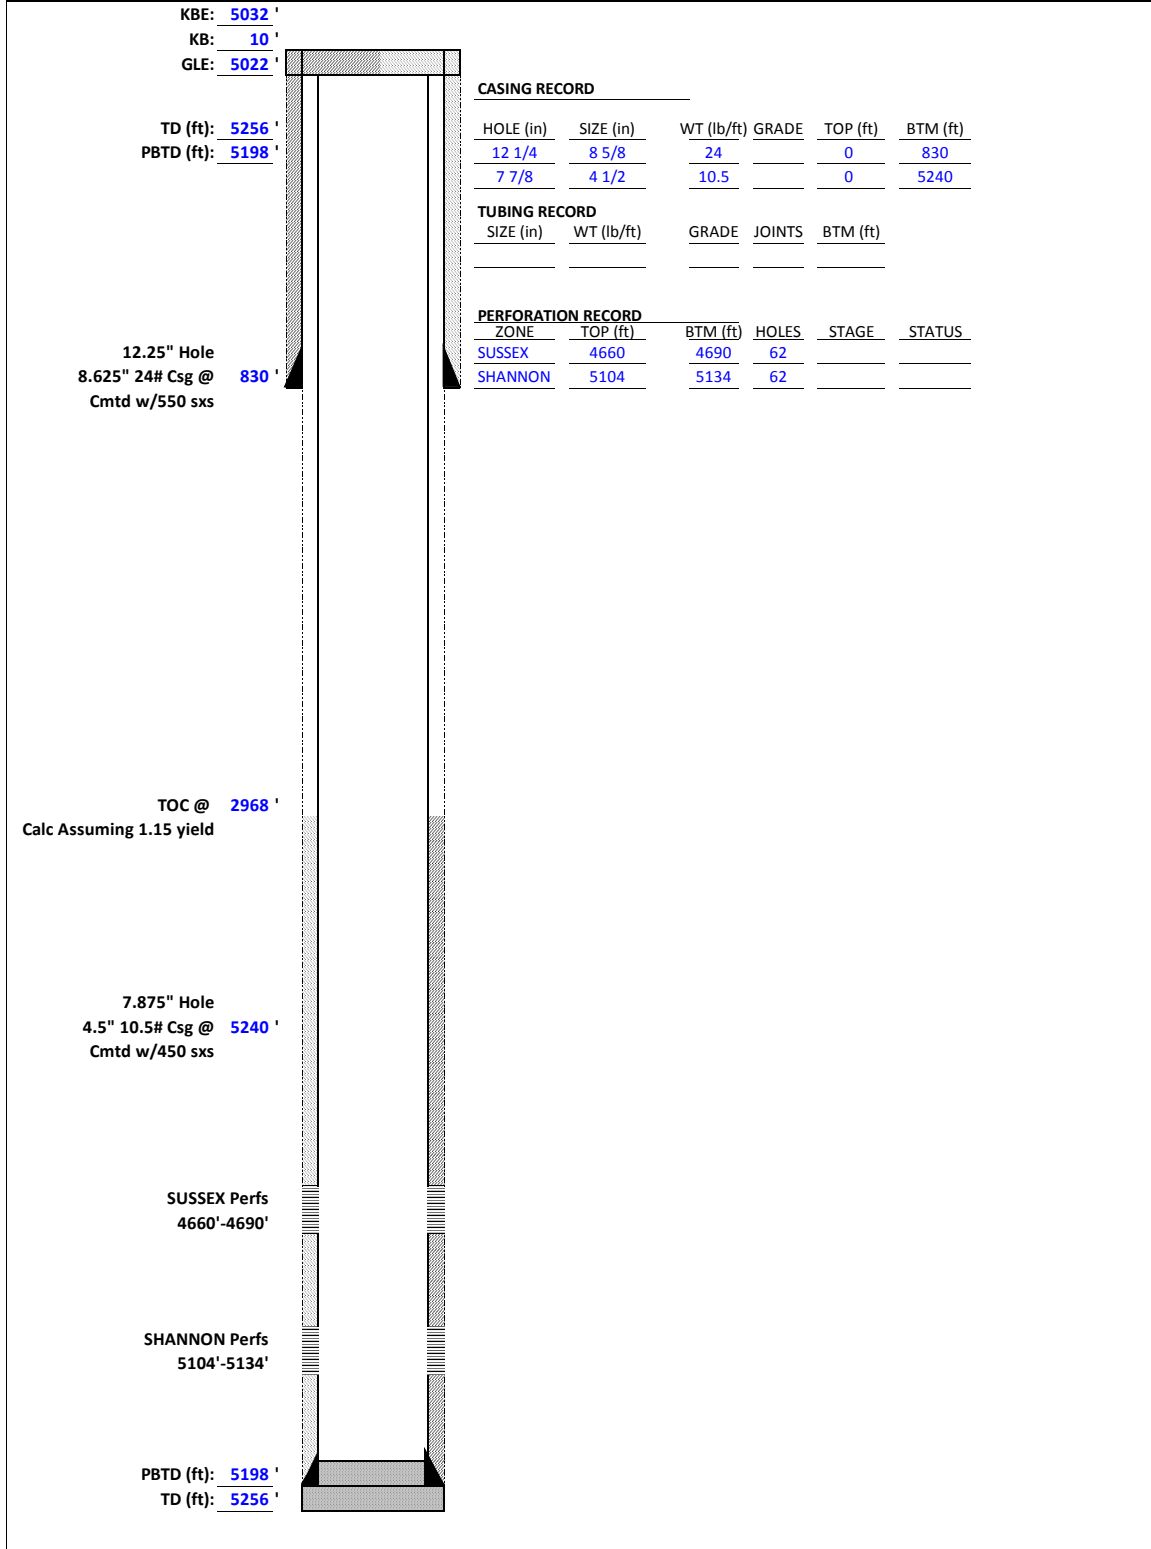 KBE: 5032 '
KB: 10 '
GLE: 5022 '
CASING RECORD
TD (ft): 5256 ' HOLE (in) SIZE (in) WT (lb/ft) GRADE TOP (ft) BTM (ft)
PBTD (ft): 5198 ' 12 1/4 8 5/8 24 0 830
7 7/8 4 1/2 10.5 0 5240
TUBING RECORD
SIZE (in) WT (lb/ft) GRADE JOINTS BTM (ft)
PERFORATION RECORD
ZONE TOP (ft) BTM (ft) HOLES STAGE STATUS
12.25" Hole SUSSEX 4660 4690 62
8.625" 24# Csg @ 830 ' SHANNON 5104 5134 62
Cmtd w/550 sxs
TOC @ 2968 '
Calc Assuming 1.15 yield
7.875" Hole
4.5" 10.5# Csg @ 5240 '
Cmtd w/450 sxs
SUSSEX Perfs
4660'-4690'
SHANNON Perfs
5104'-5134'
PBTD (ft): 5198 '
TD (ft): 5256 '